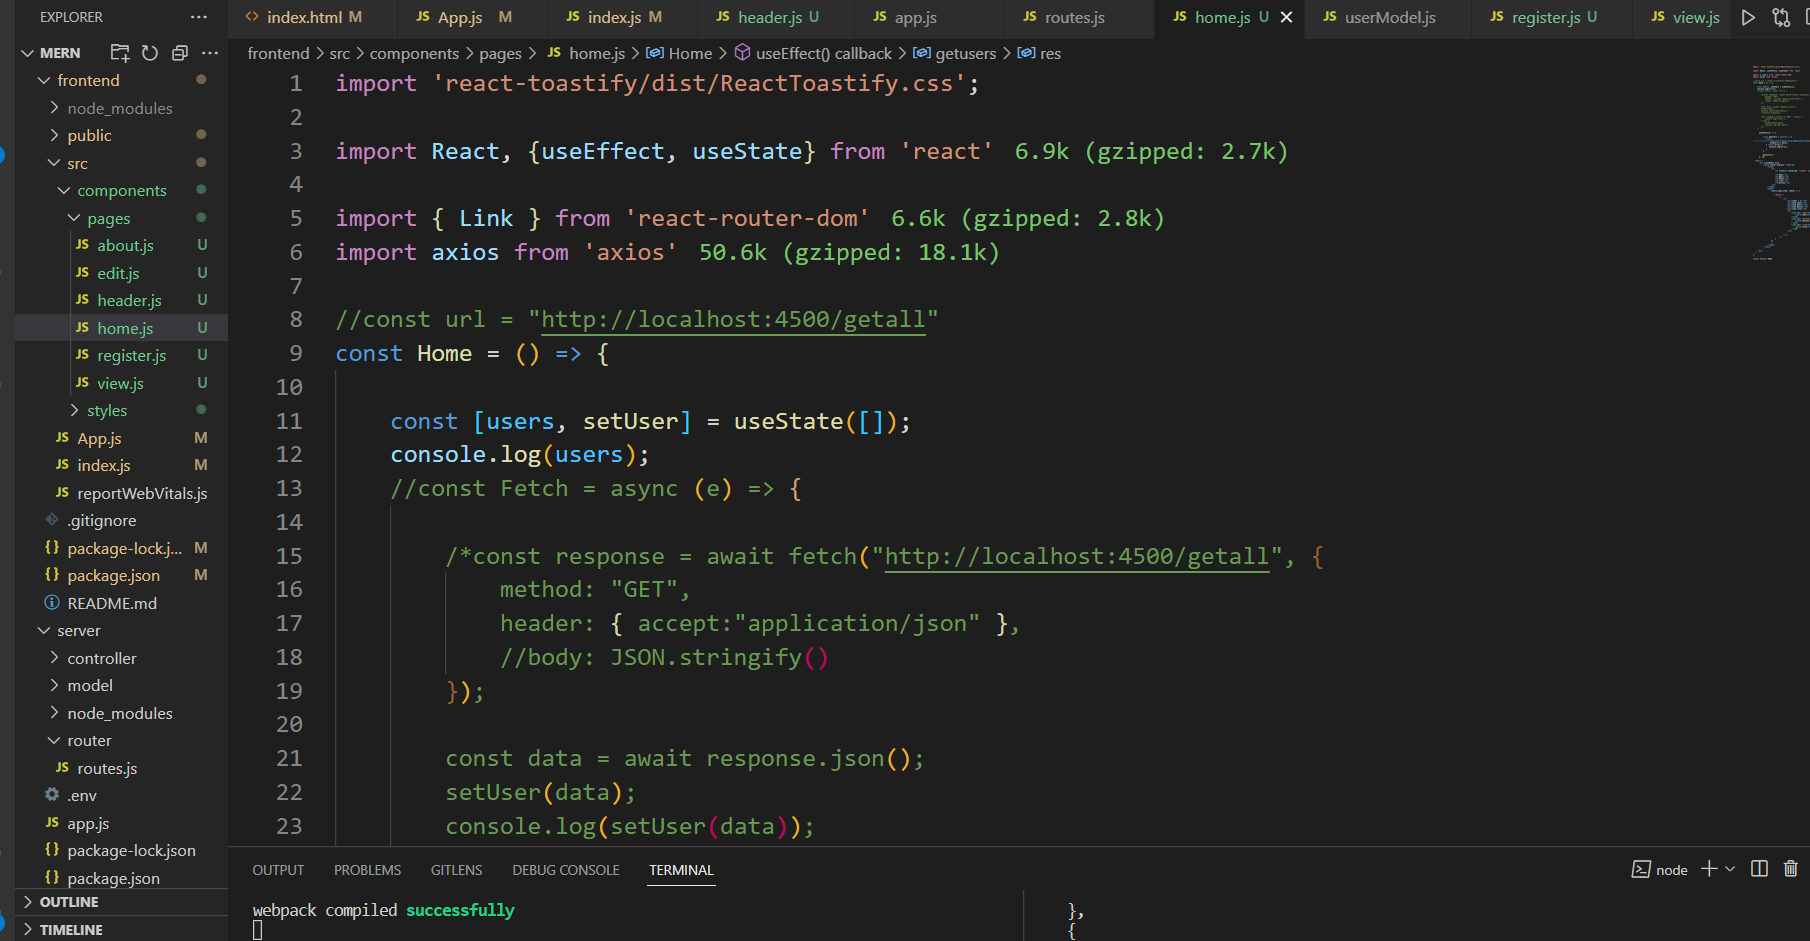 EXPLORER
MERN
frontend
node_modules
public
src
components
pages
JS about.js U
JS edit.js U
JS header.js U
JS home.js U
JS register.js U
JS view.js U
styles
JS App.js M
JS index.js M
JS reportWebVitals.js
.gitignore
{} package-lock.j... M
{} package.json M
README.md
server
controller
model
node_modules
router
JS routes.js
.env
JS app.js
{} package-lock.json
{} package.json
OUTLINE
TIMELINE
<> index.html M JS App.js M JS index.js M JS header.js U JS app.js JS routes.js JS home.js U JS userModel.js JS register.js U JS view.js
frontend > src > components > pages > JS home.js > Home > useEffect() callback > getusers > res
1 import 'react-toastify/dist/ReactToastify.css';
2
3 import React, {useEffect, useState} from 'react' 6.9k (gzipped: 2.7k)
4
5 import { Link } from 'react-router-dom' 6.6k (gzipped: 2.8k)
6 import axios from 'axios' 50.6k (gzipped: 18.1k)
7
8 //const url = "http://localhost:4500/getall"
9 const Home = () => {
10
11 const [users, setUser] = useState([]);
12 console.log(users);
13 //const Fetch = async (e) => {
14
15 /*const response = await fetch("http://localhost:4500/getall", {
16 method: "GET",
17 header: { accept:"application/json" },
18 //body: JSON.stringify()
19 });
20
21 const data = await response.json();
22 setUser(data);
23 console.log(setUser(data));
OUTPUT PROBLEMS GITLENS DEBUG CONSOLE TERMINAL
node
webpack compiled successfully
},
{